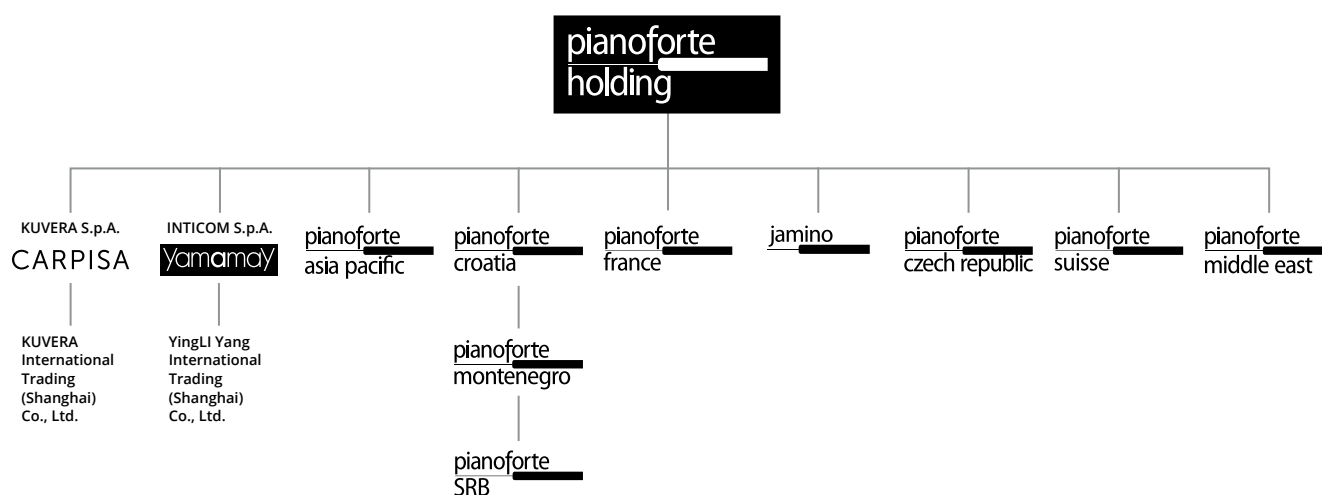 pianoforte
holding
KUVERA S.p.A.
CARPISA
INTICOM S.p.A.
yamamay
pianoforte
asia pacific
pianoforte
croatia
pianoforte
france
jamino
pianoforte
czech republic
pianoforte
suisse
pianoforte
middle east
KUVERA
International
Trading
(Shanghai)
Co., Ltd.
YingLI Yang
International
Trading
(Shanghai)
Co., Ltd.
pianoforte
montenegro
pianoforte
SRB